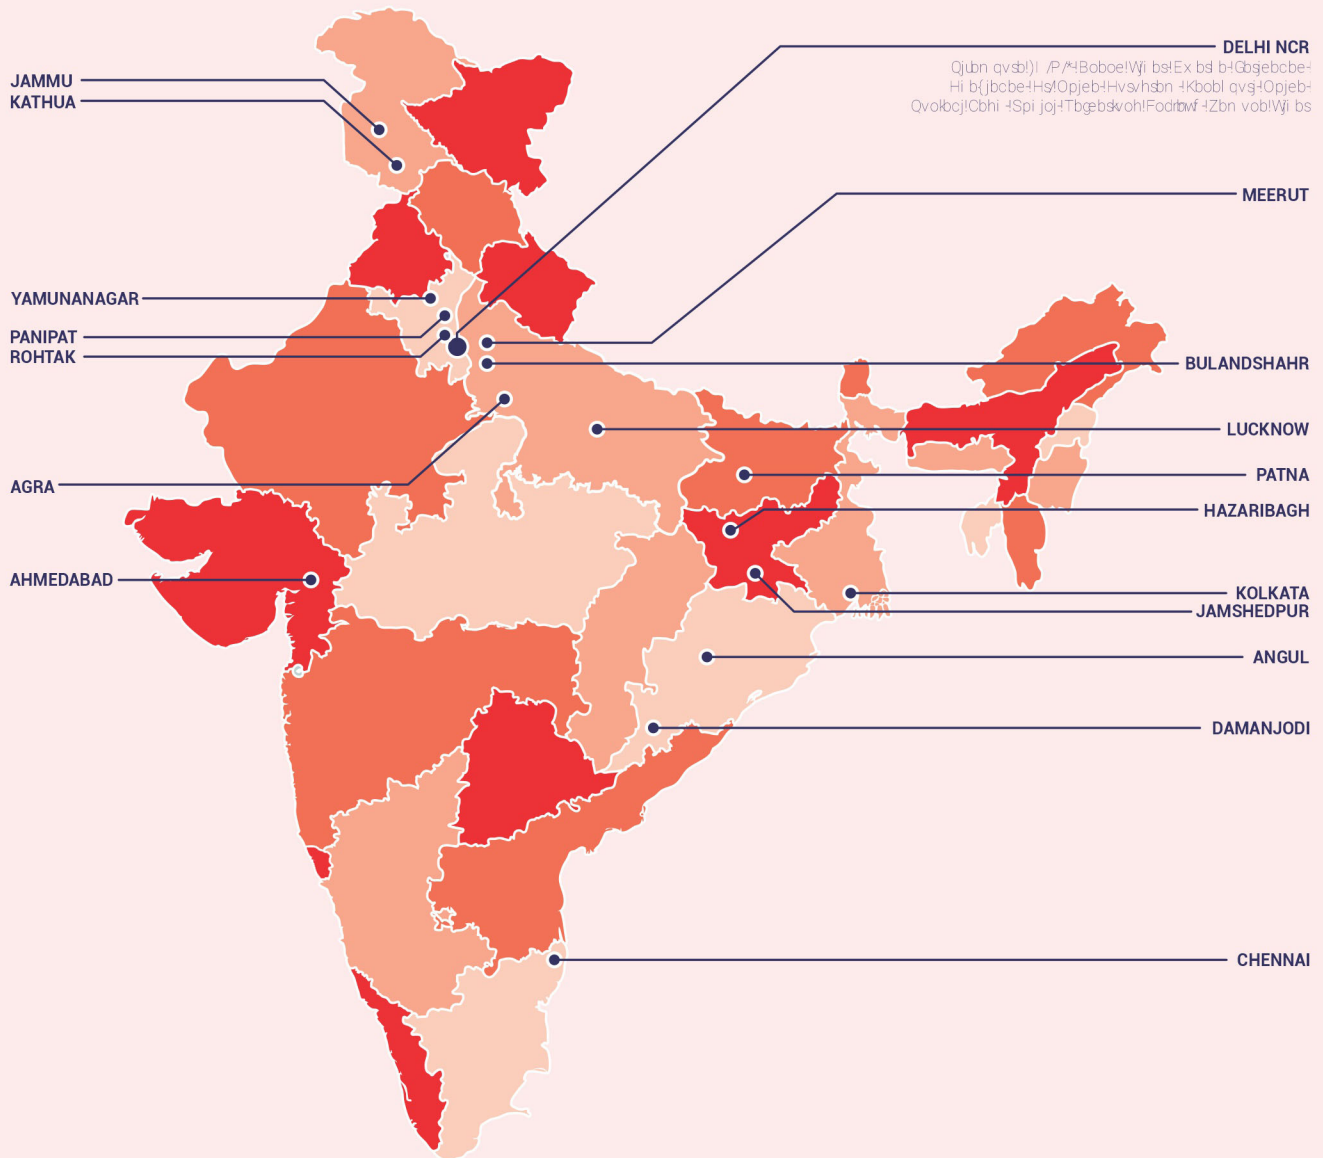 JAMMU
KATHUA
YAMUNANAGAR
PANIPAT
ROHTAK
AGRA
AHMEDABAD
DELHI NCR
MEERUT
BULANDSHAHR
LUCKNOW
PATNA
HAZARIBAGH
KOLKATA
JAMSHEDPUR
ANGUL
DAMANJODI
CHENNAI